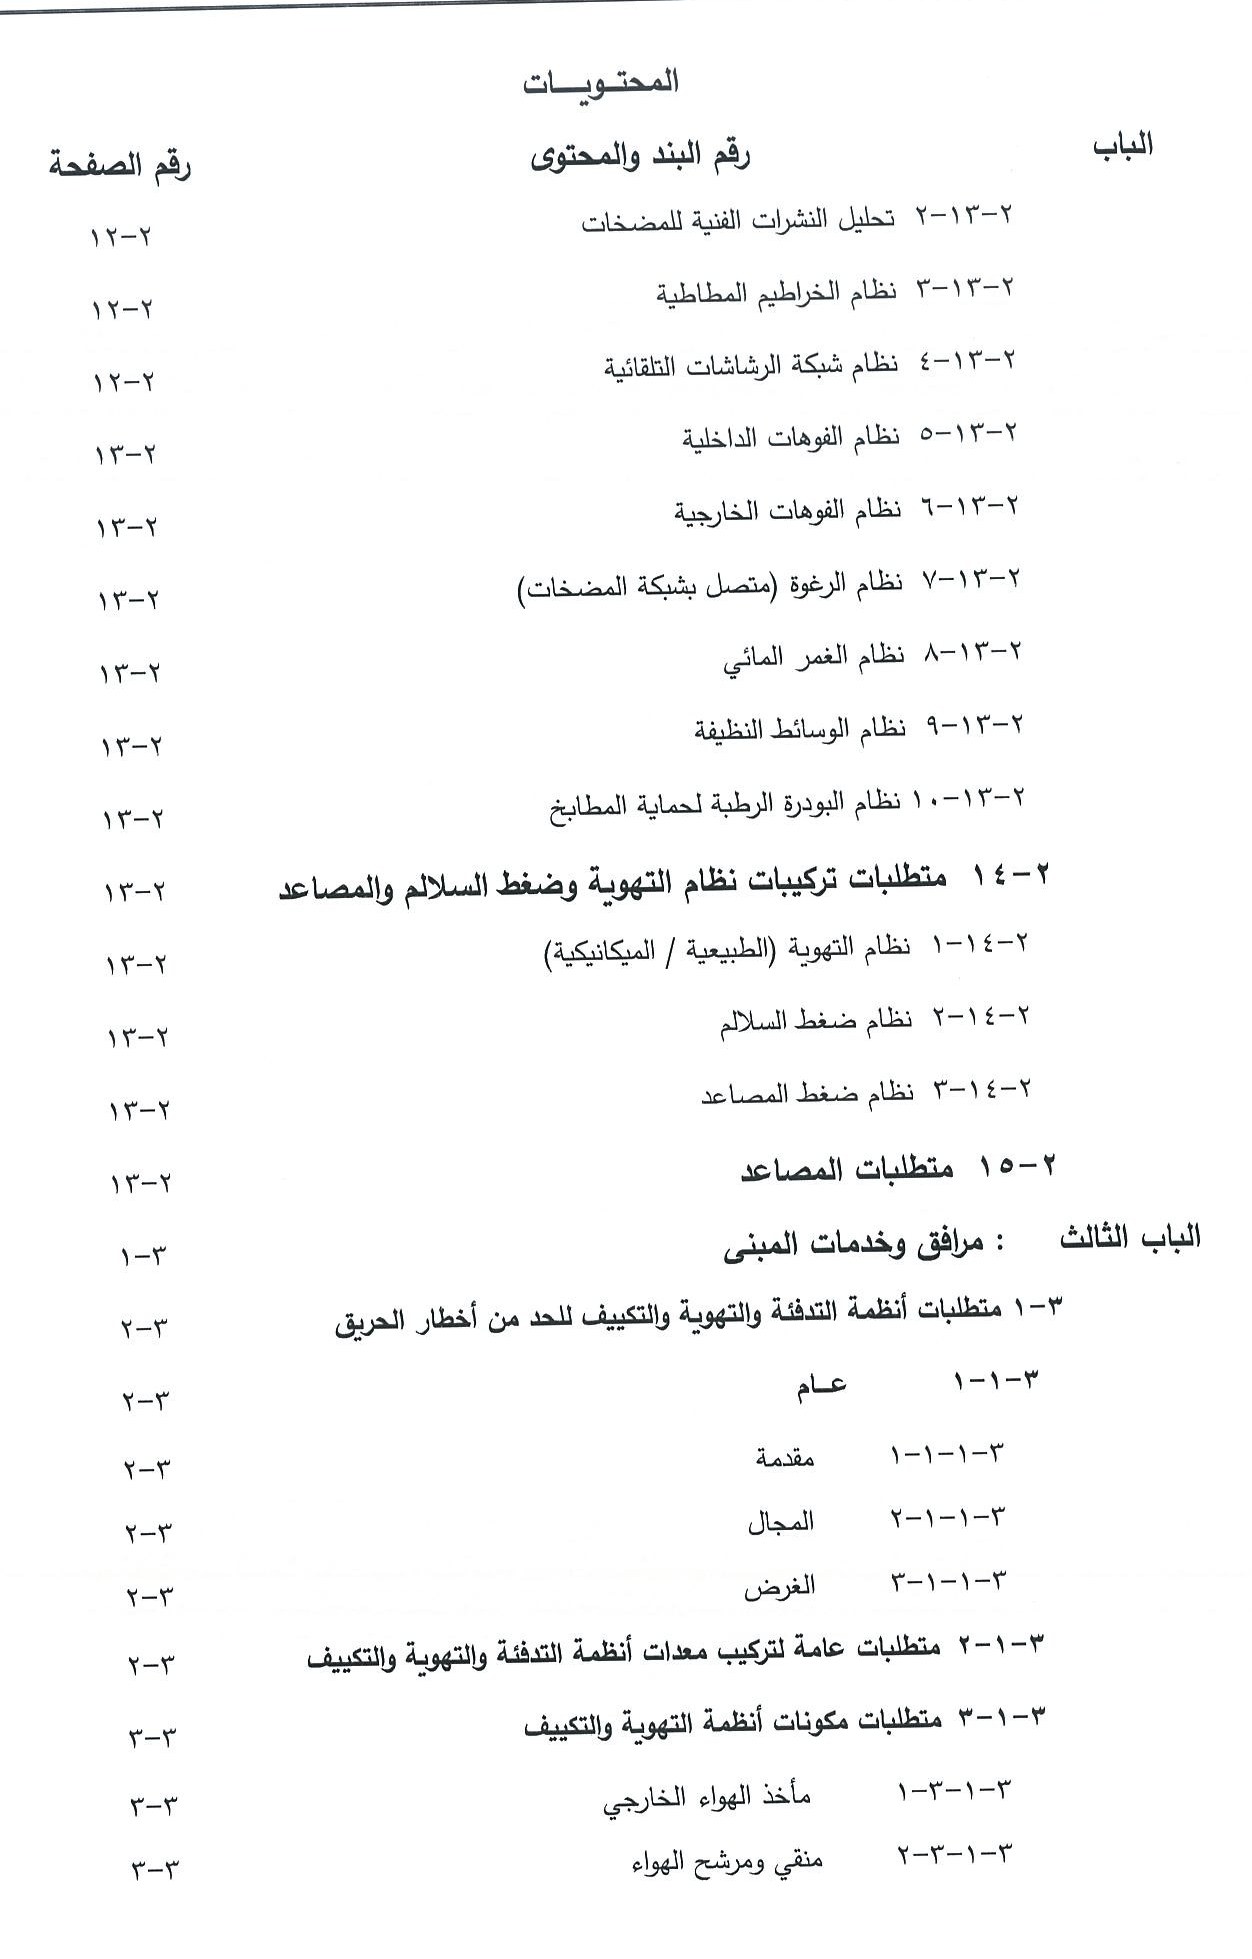 المحتويات
الباب رقم البند والمحتوى رقم الصفحة
٢-١٣-٢ تحليل النشرات الفنية للمضخات ٢-١٢
٢-١٣-٣ نظام الخراطيم المطاطية ٢-١٢
٢-١٣-٤ نظام شبكة الرشاشات التلقائية ٢-١٢
٢-١٣-٥ نظام الفوهات الداخلية ٢-١٣
٢-١٣-٦ نظام الفوهات الخارجية ٢-١٣
٢-١٣-٧ نظام الرغوة (متصل بشبكة المضخات) ٢-١٣
٢-١٣-٨ نظام الغمر المائي ٢-١٣
٢-١٣-٩ نظام الوسائط النظيفة ٢-١٣
٢-١٣-١٠ نظام البودرة الرطبة لحماية المطابخ ٢-١٣
٢-١٤ متطلبات تركيبات نظام التهوية وضغط السلالم والمصاعد ٢-١٣
٢-١٤-١ نظام التهوية (الطبيعية / الميكانيكية) ٢-١٣
٢-١٤-٢ نظام ضغط السلالم ٢-١٣
٢-١٤-٣ نظام ضغط المصاعد ٢-١٣
٢-١٥ متطلبات المصاعد ٢-١٣
الباب الثالث : مرافق وخدمات المبنى ٣-١
٣-١ متطلبات أنظمة التدفئة والتهوية والتكييف للحد من أخطار الحريق ٣-٢
٣-١-١ عام ٣-٢
٣-١-١-١ مقدمة ٣-٢
٣-١-١-٢ المجال ٣-٢
٣-١-١-٣ الغرض ٣-٢
٣-١-٢ متطلبات عامة لتركيب معدات أنظمة التدفئة والتهوية والتكييف ٣-٢
٣-١-٣ متطلبات مكونات أنظمة التهوية والتكييف ٣-٣
٣-١-٣-١ مأخذ الهواء الخارجي ٣-٣
٣-١-٣-٢ منقي ومرشح الهواء ٣-٣